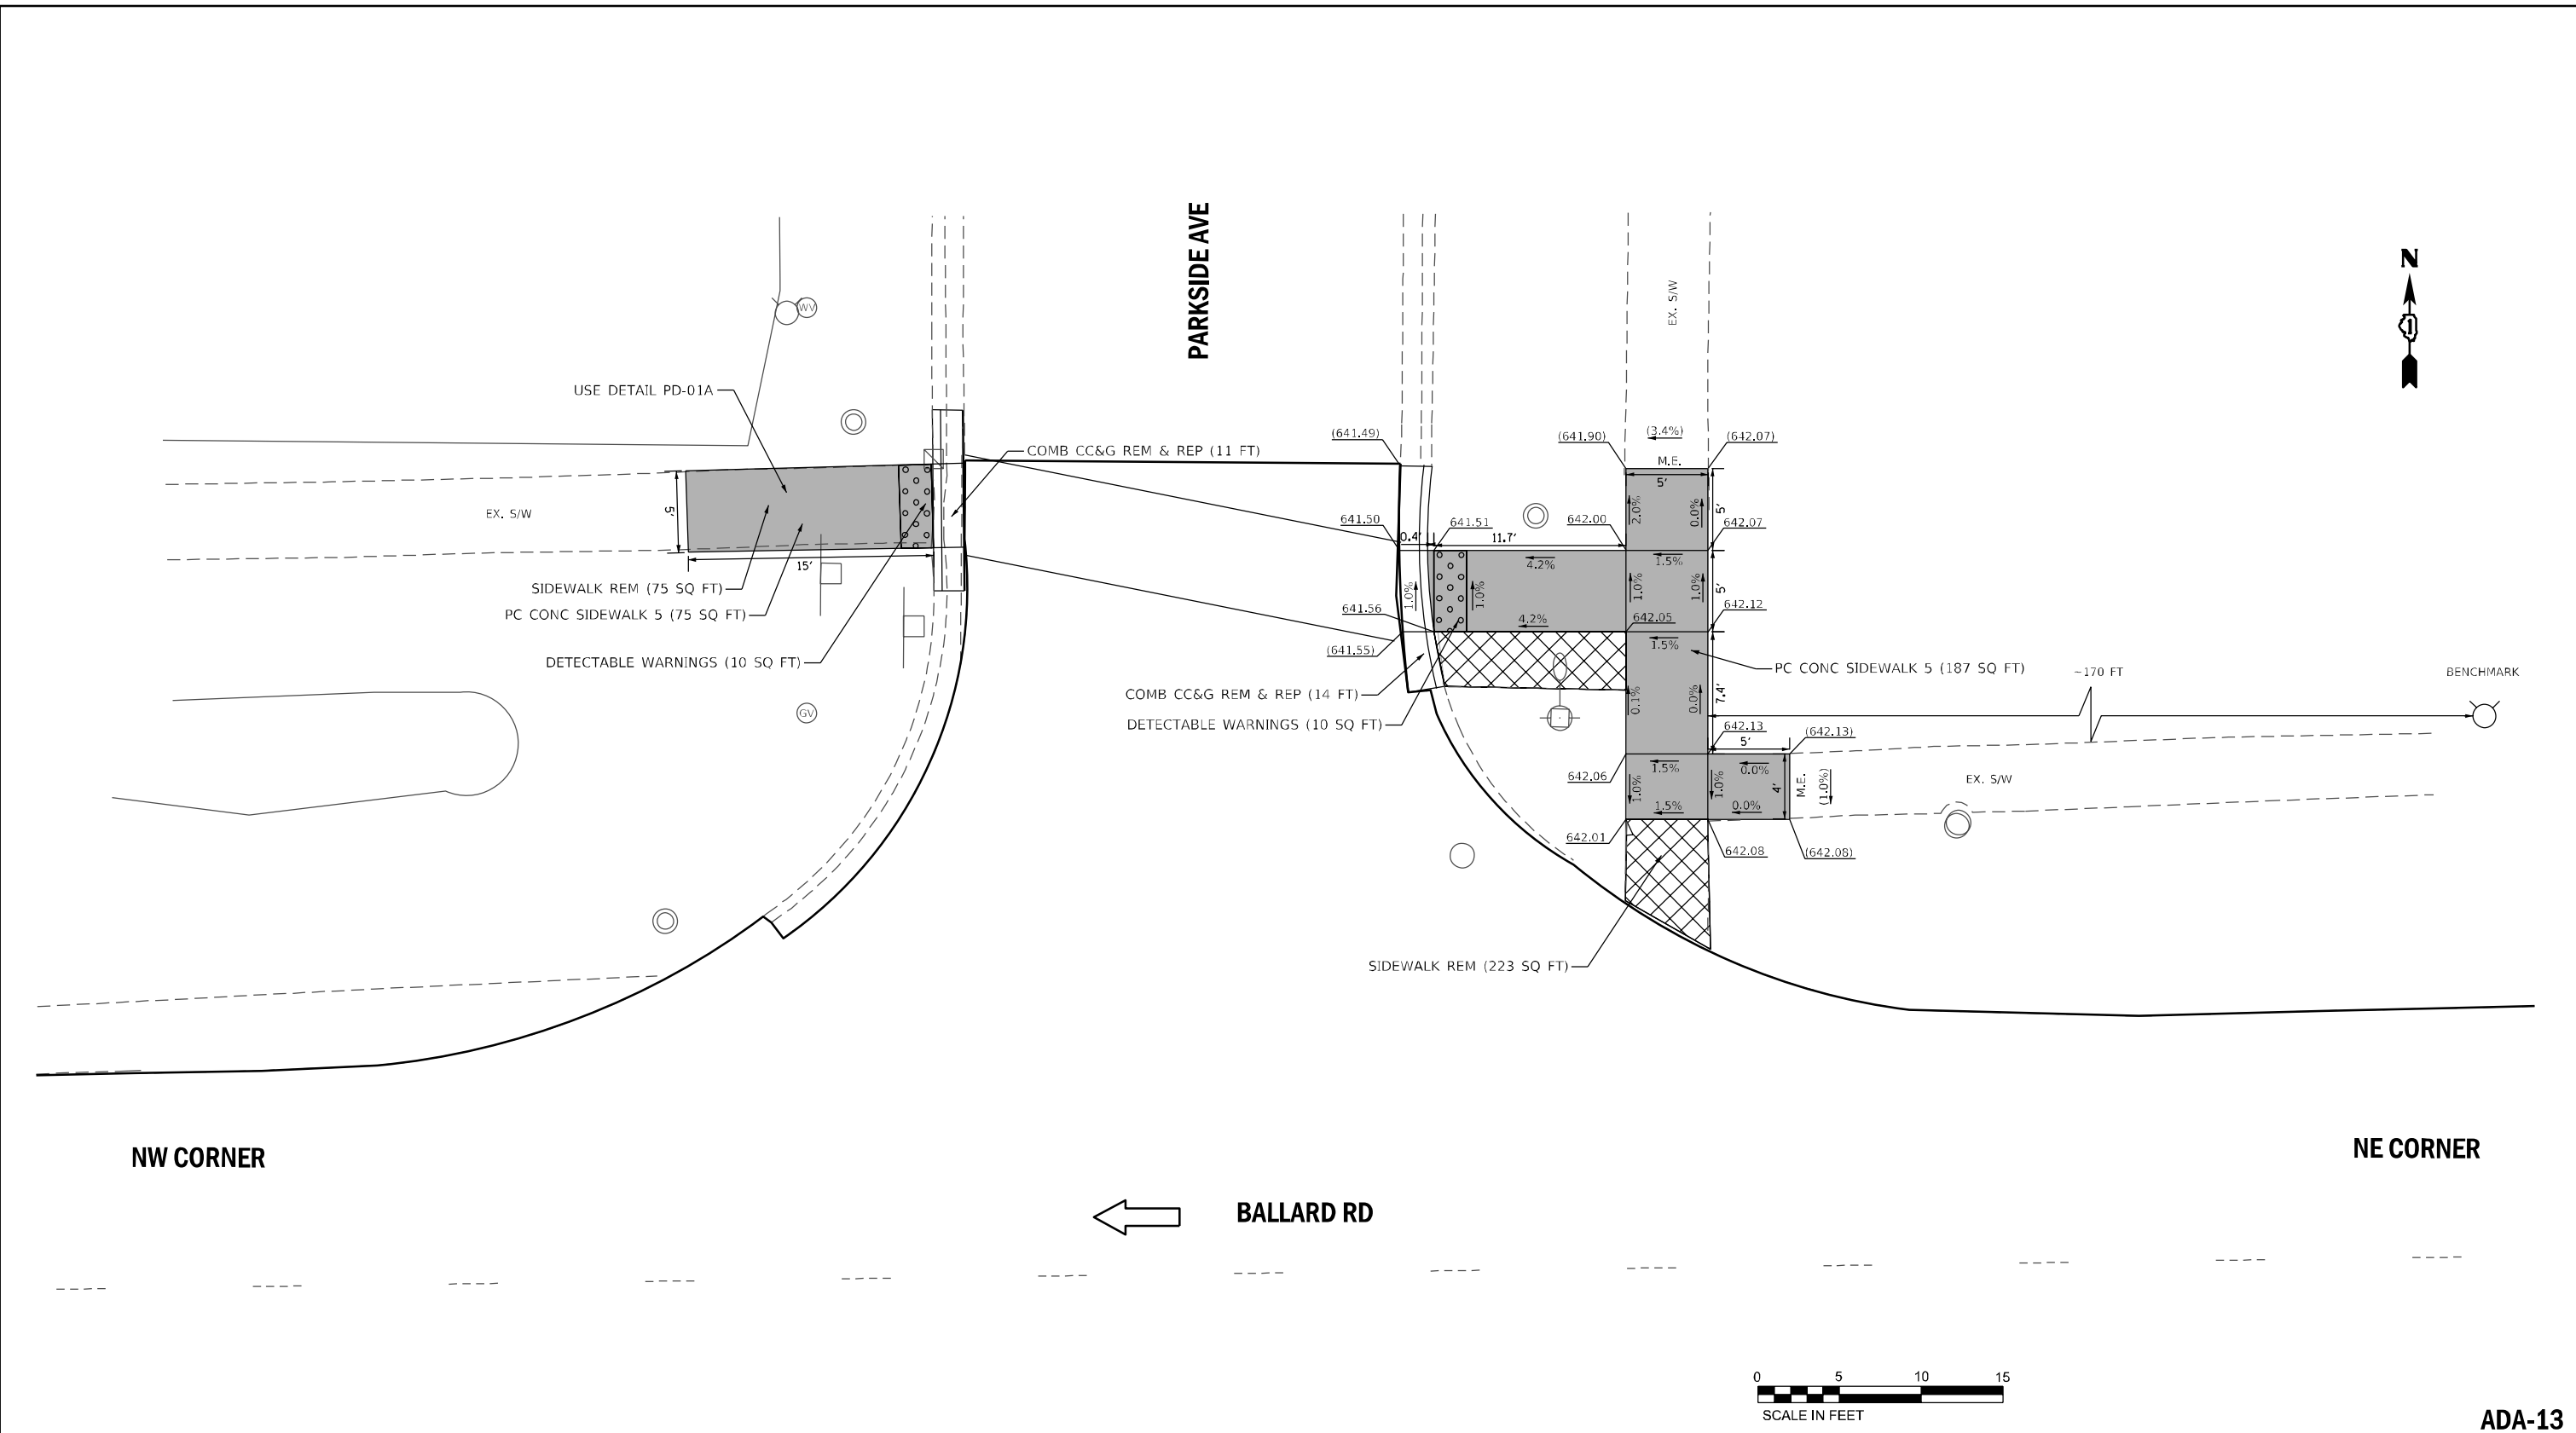 PARKSIDE AVE
N
1
WV
USE DETAIL PD-01A
COMB CC&G REM & REP (11 FT)
EX. S/W
5'
15'
SIDEWALK REM (75 SQ FT)
PC CONC SIDEWALK 5 (75 SQ FT)
DETECTABLE WARNINGS (10 SQ FT)
GV
EX. S/W
(641.49)
(641.90)
(3.4%)
(642.07)
M.E.
5'
2.0%
0.0%
5'
641.50
641.51
642.00
642.07
0.4'
11.7'
4.2%
1.5%
1.0%
1.0%
1.0%
1.0%
5'
641.56
4.2%
642.05
642.12
(641.55)
1.5%
PC CONC SIDEWALK 5 (187 SQ FT)
~170 FT
BENCHMARK
COMB CC&G REM & REP (14 FT)
DETECTABLE WARNINGS (10 SQ FT)
0.1%
0.0%
7.4'
642.13
5'
(642.13)
642.06
1.5%
0.0%
1.0%
1.0%
4'
M.E.
(1.0%)
EX. S/W
1.5%
0.0%
642.01
642.08
(642.08)
SIDEWALK REM (223 SQ FT)
NW CORNER
NE CORNER
BALLARD RD
0 5 10 15
SCALE IN FEET
ADA-13